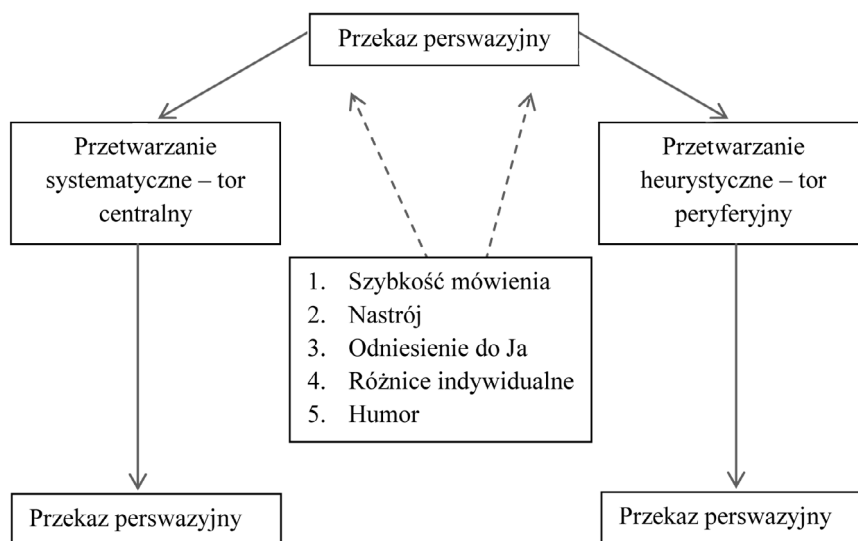 Przekaz perswazyjny
Przetwarzanie
systematyczne – tor
centralny
Przetwarzanie
heurystyczne – tor
peryferyjny
1. Szybkość mówienia
2. Nastrój
3. Odniesienie do Ja
4. Różnice indywidualne
5. Humor
Przekaz perswazyjny
Przekaz perswazyjny